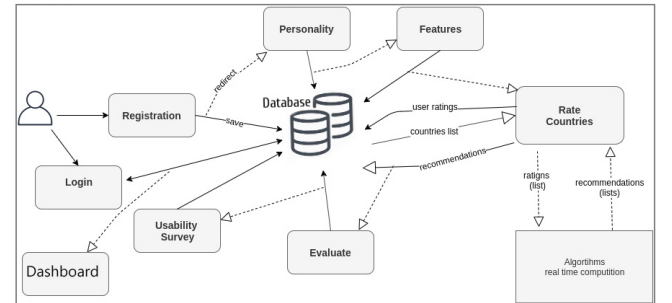 Personality
Features
redirect
Database
Registration
save
user ratings
countries list
Rate
Countries
recommendations
Login
ratigns
(list)
recommendations
(lists)
Usability
Survey
Evaluate
Dashboard
Algortihms
real time computition